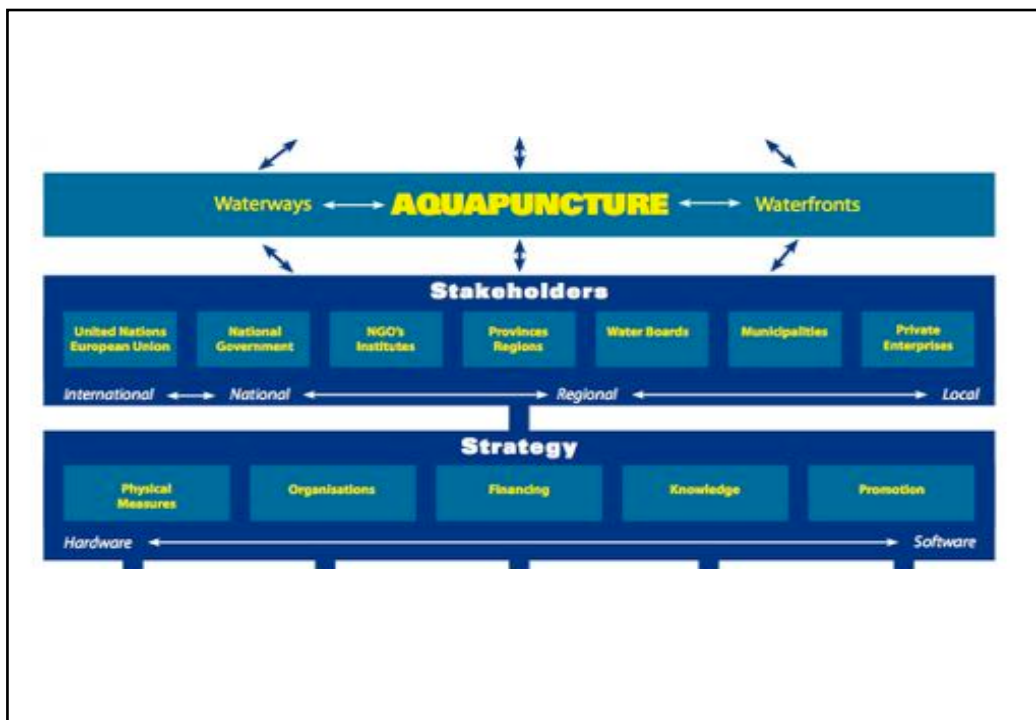 Waterways AQUAPUNCTURE Waterfronts
Stakeholders
United Nations
European Union
National
Government
NGO's
Institutes
Provinces
Regions
Water Boards
Municipalities
Private
Enterprises
International National Regional Local
Strategy
Physical
Measures
Organisations
Financing
Knowledge
Promotion
Hardware Software